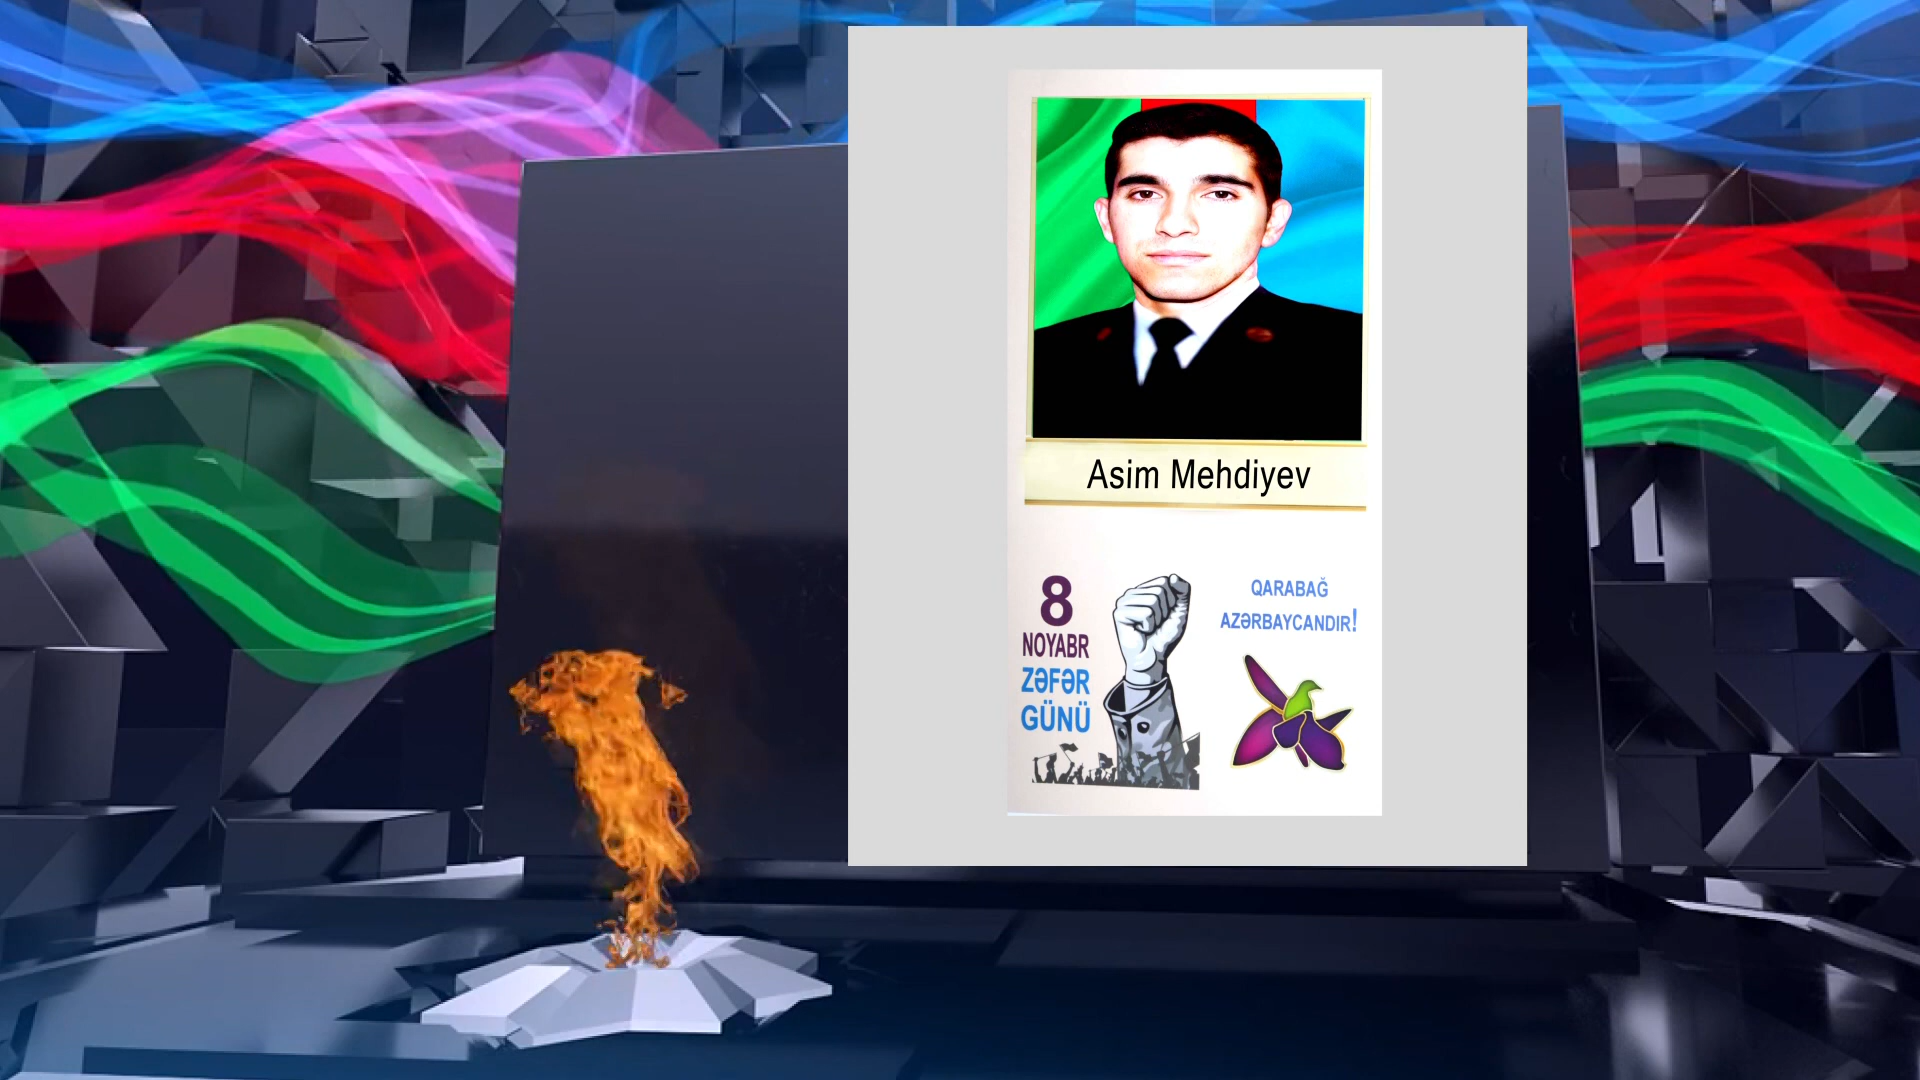 Asim Mehdiyev
8
NOYABR
ZƏFƏR
GÜNÜ
QARABAĞ
AZƏRBAYCANDIR!